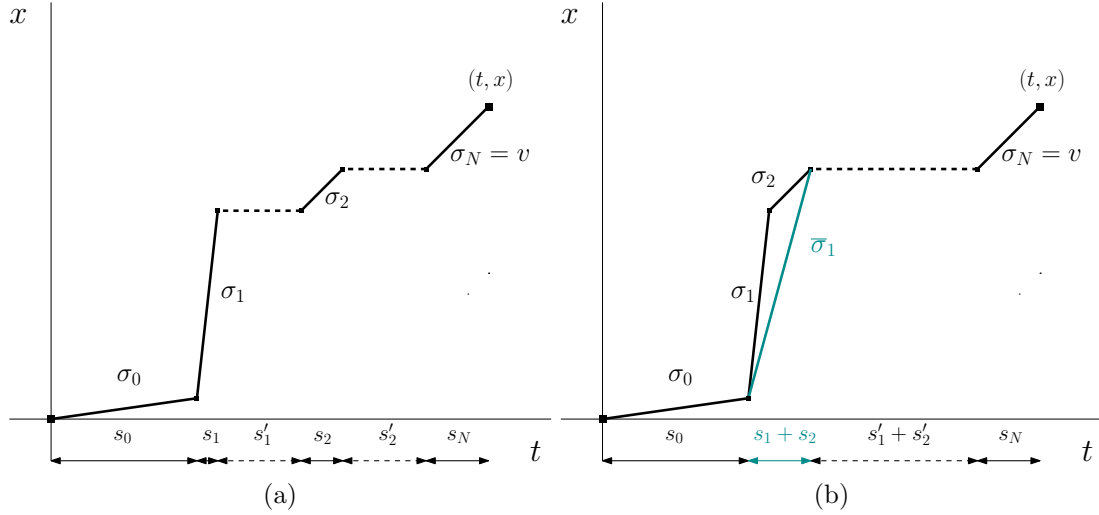 x
(t, x)
σ_N = v
σ_2
σ_1
σ_0
s_0 s_1 s'_1 s_2 s'_2 s_N
t
(a)
x
(t, x)
σ_2
σ_N = v
σ̅_1
σ_1
σ_0
s_0 s_1 + s_2 s'_1 + s'_2 s_N
t
(b)